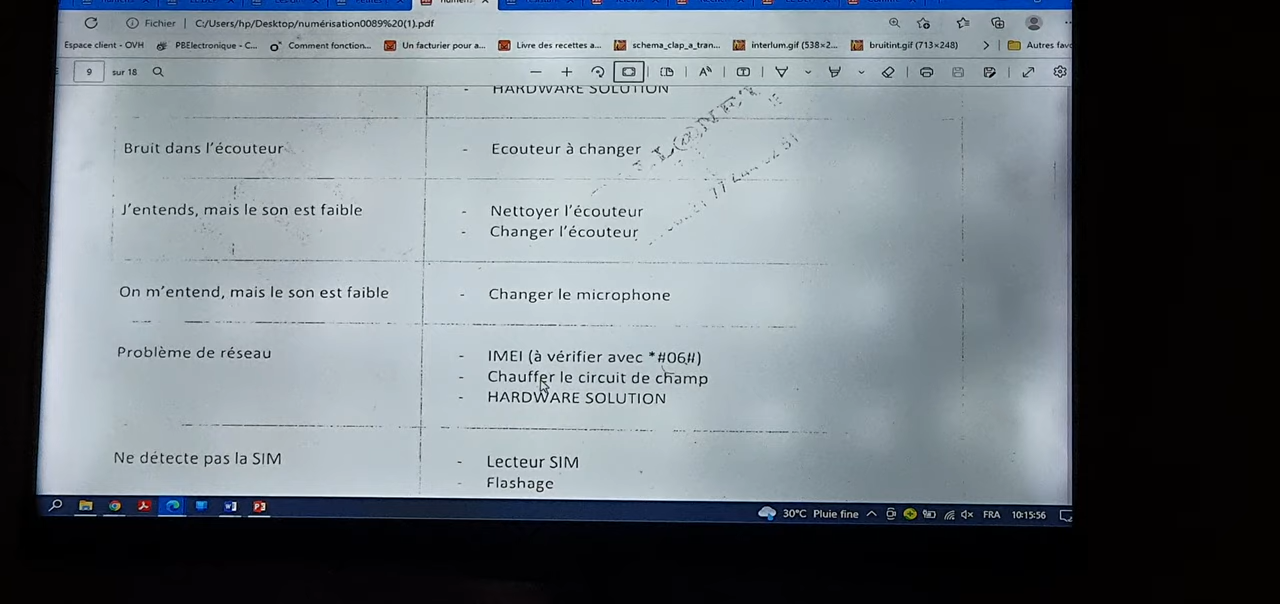 Fichier | C:/Users/hp/Desktop/numérisation0089%20(1).pdf
Espace client - OVH PBElectronique - C... Comment fonction... Un facturier pour a... Livre des recettes a... schema_clap_a_tran... interlum.gif (538×2... bruitint.gif (713×248) Autres favo
9 sur 18
- HARDWARE SOLUTION
Bruit dans l'écouteur - Ecouteur à changer
J'entends, mais le son est faible - Nettoyer l'écouteur
- Changer l'écouteur
On m'entend, mais le son est faible - Changer le microphone
Problème de réseau - IMEI (à vérifier avec *#06#)
- Chauffer le circuit de champ
- HARDWARE SOLUTION
Ne détecte pas la SIM - Lecteur SIM
- Flashage
30°C Pluie fine FRA 10:15:56